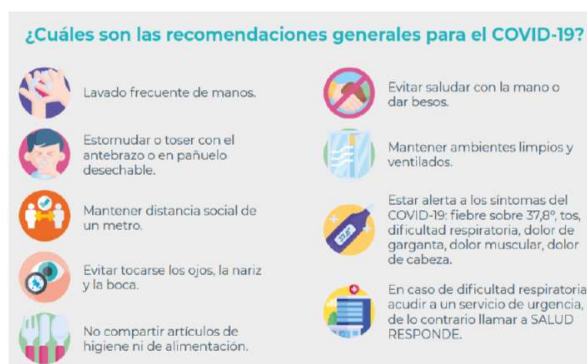 ¿Cuáles son las recomendaciones generales para el COVID-19?
Lavado frecuente de manos.
Estornudar o toser con el
antebrazo o en pañuelo
desechable.
Mantener distancia social de
un metro.
Evitar tocarse los ojos, la nariz
y la boca.
No compartir artículos de
higiene ni de alimentación.
Evitar saludar con la mano o
dar besos.
Mantener ambientes limpios y
ventilados.
Estar alerta a los síntomas del
COVID-19: fiebre sobre 37,8°, tos,
dificultad respiratoria, dolor de
garganta, dolor muscular, dolor
de cabeza.
37,8°
En caso de dificultad respiratoria
acudir a un servicio de urgencia,
de lo contrario llamar a SALUD
RESPONDE.